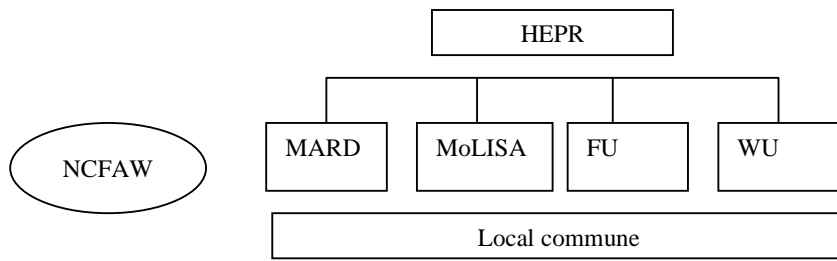 HEPR
NCFAW
MARD
MoLISA
FU
WU
Local commune